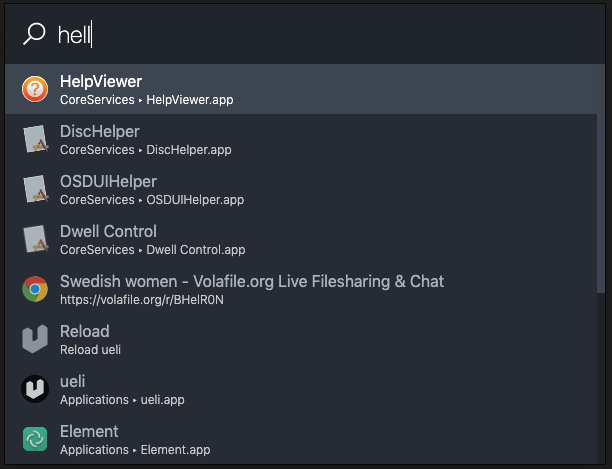 hell
HelpViewer
CoreServices ‣ HelpViewer.app
DiscHelper
CoreServices ‣ DiscHelper.app
OSDUIHelper
CoreServices ‣ OSDUIHelper.app
Dwell Control
CoreServices ‣ Dwell Control.app
Swedish women - Volafile.org Live Filesharing & Chat
https://volafile.org/r/BHelR0N
Reload
Reload ueli
ueli
Applications ‣ ueli.app
Element
Applications ‣ Element.app